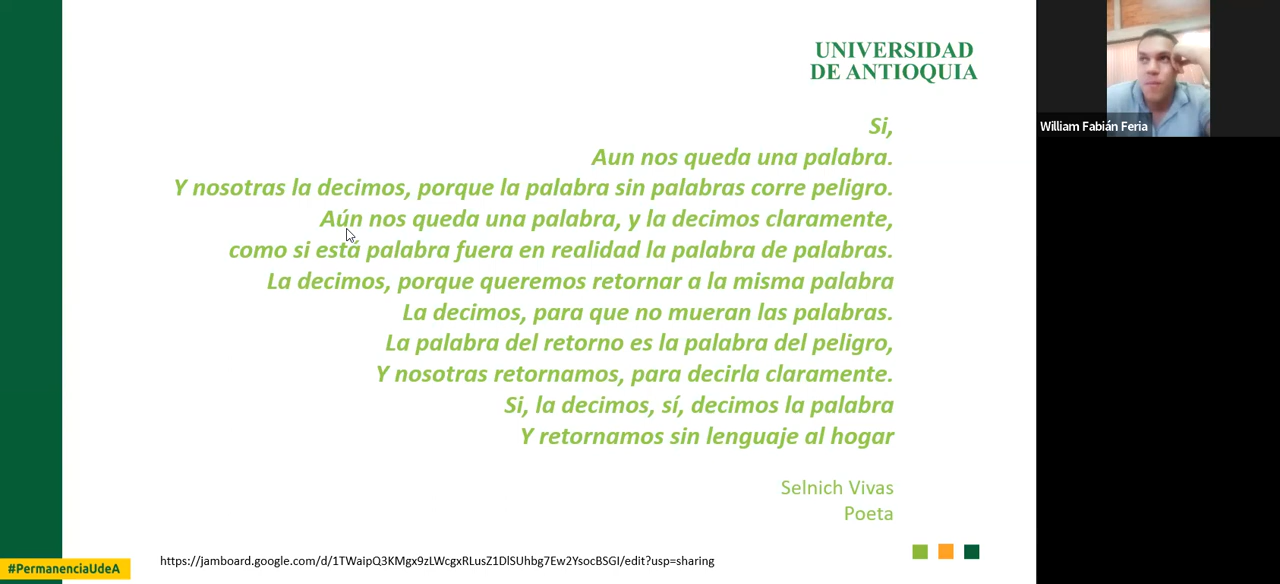 UNIVERSIDAD
DE ANTIOQUIA
Si,
Aun nos queda una palabra.
Y nosotras la decimos, porque la palabra sin palabras corre peligro.
Aún nos queda una palabra, y la decimos claramente,
como si está palabra fuera en realidad la palabra de palabras.
La decimos, porque queremos retornar a la misma palabra
La decimos, para que no mueran las palabras.
La palabra del retorno es la palabra del peligro,
Y nosotras retornamos, para decirla claramente.
Si, la decimos, sí, decimos la palabra
Y retornamos sin lenguaje al hogar
Selnich Vivas
Poeta
https://jamboard.google.com/d/1TWaipQ3KMgx9zLWcgxRLusZ1DlSUhbg7Ew2YsocBSGI/edit?usp=sharing
#PermanenciaUdeA
William Fabián Feria